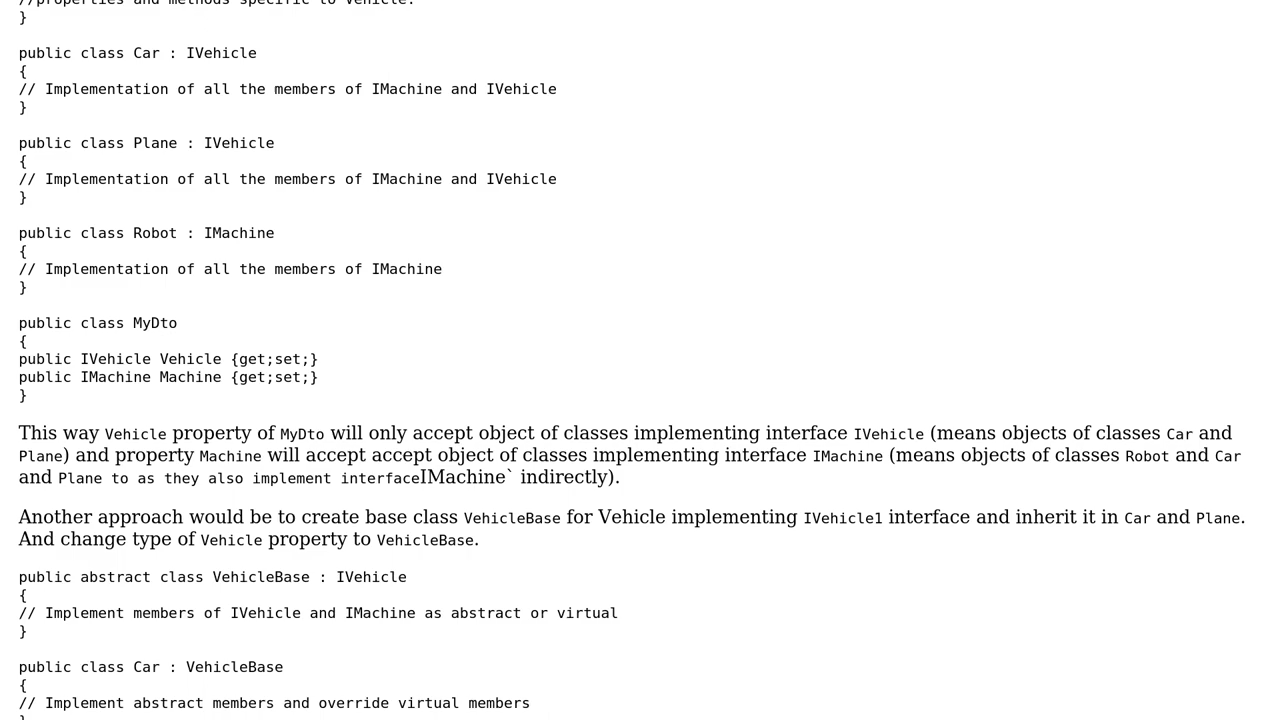 //properties and methods specific to Vehicle.
}
public class Car : IVehicle
{
// Implementation of all the members of IMachine and IVehicle
}
public class Plane : IVehicle
{
// Implementation of all the members of IMachine and IVehicle
}
public class Robot : IMachine
{
// Implementation of all the members of IMachine
}
public class MyDto
{
public IVehicle Vehicle {get;set;}
public IMachine Machine {get;set;}
}
This way Vehicle property of MyDto will only accept object of classes implementing interface IVehicle (means objects of classes Car and
Plane) and property Machine will accept accept object of classes implementing interface IMachine (means objects of classes Robot and Car
and Plane to as they also implement interfaceIMachine` indirectly).
Another approach would be to create base class VehicleBase for Vehicle implementing IVehicle1 interface and inherit it in Car and Plane.
And change type of Vehicle property to VehicleBase.
public abstract class VehicleBase : IVehicle
{
// Implement members of IVehicle and IMachine as abstract or virtual
}
public class Car : VehicleBase
{
// Implement abstract members and override virtual members
}